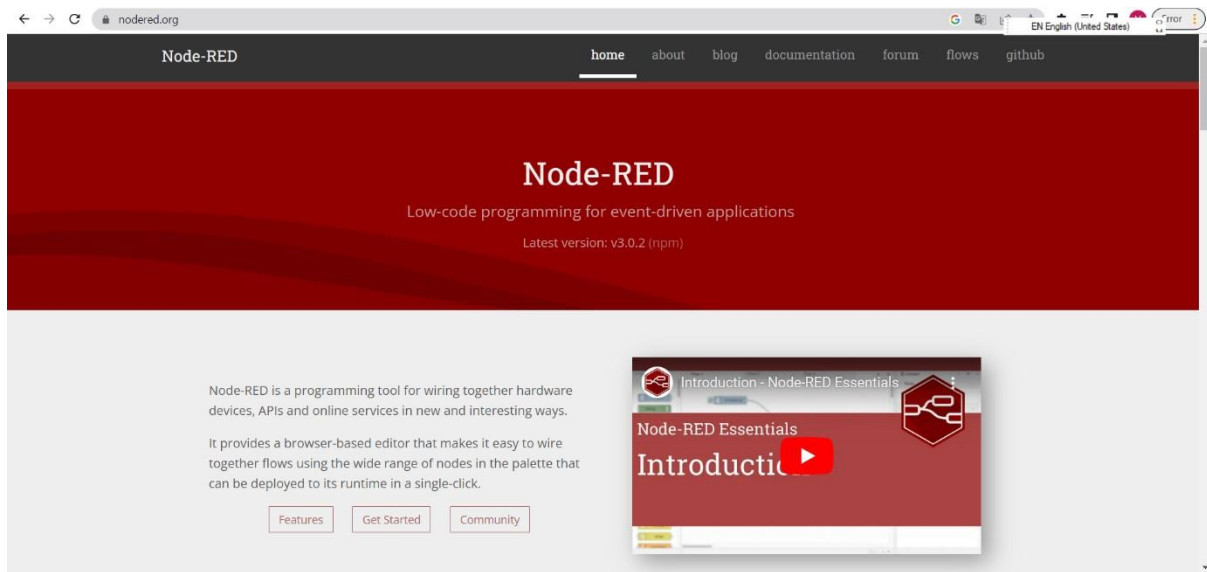 nodered.org
EN English (United States)
Node-RED
home about blog documentation forum flows github
Node-RED
Low-code programming for event-driven applications
Latest version: v3.0.2 (npm)
Node-RED is a programming tool for wiring together hardware
devices, APIs and online services in new and interesting ways.
It provides a browser-based editor that makes it easy to wire
together flows using the wide range of nodes in the palette that
can be deployed to its runtime in a single-click.
Features Get Started Community
Introduction - Node-RED Essentials
Node-RED Essentials